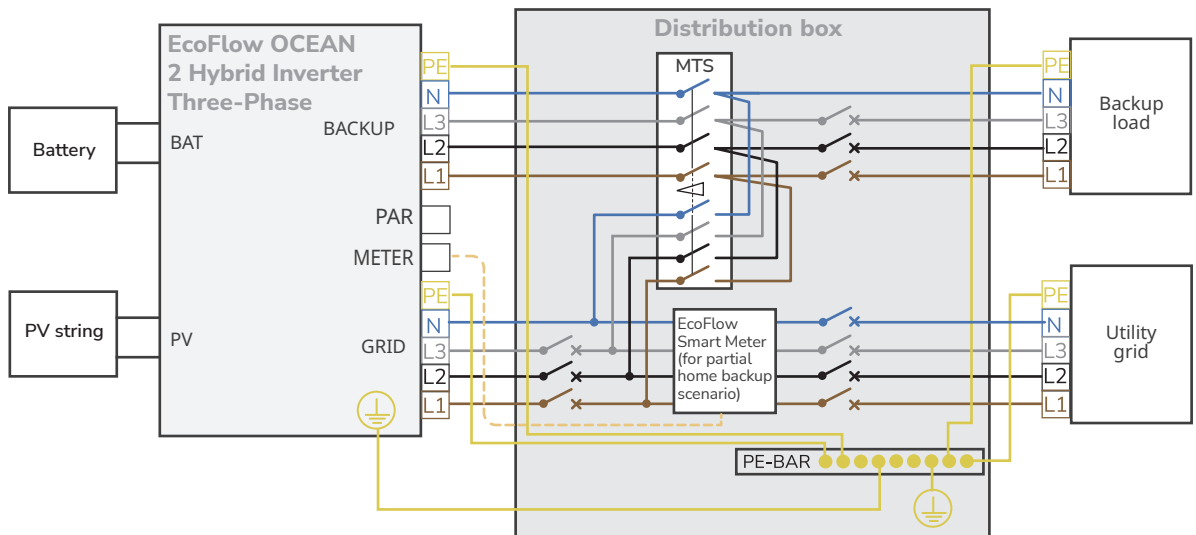 EcoFlow OCEAN
2 Hybrid Inverter
Three-Phase
Battery
PV string
BAT
PV
BACKUP
PAR
METER
GRID
PE
N
L3
L2
L1
PE
N
L3
L2
L1
Distribution box
MTS
EcoFlow
Smart Meter
(for partial
home backup
scenario)
PE-BAR
PE
N
L3
L2
L1
Backup
load
PE
N
L3
L2
L1
Utility
grid